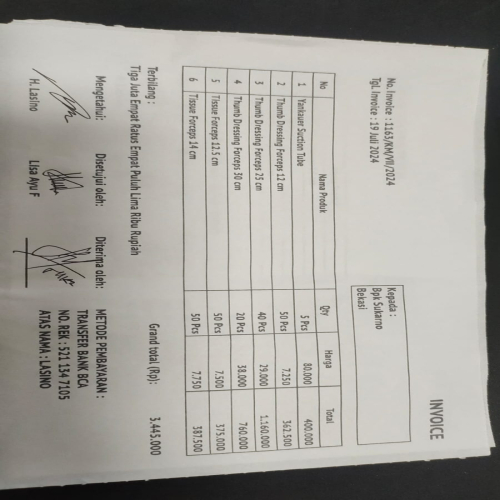 INVOICE
No. Invoice : 1163/KM/VII/2024
Tgl. Invoice : 19 Juli 2024
Kepada :
Bpk Sukarno
Bekasi
No Nama Produk Qty Harga Total
1 Yankauer Suction Tube 5 Pcs 80.000 400.000
2 Thumb Dressing Forceps 12 cm 50 Pcs 7.250 362.500
3 Thumb Dressing Forceps 25 cm 40 Pcs 29.000 1.160.000
4 Thumb Dressing Forceps 30 cm 20 Pcs 38.000 760.000
5 Tissue Forceps 12.5 cm 50 Pcs 7.500 375.000
6 Tissue Forceps 14 cm 50 Pcs 7.750 387.500
Grand total (Rp): 3.445.000
Terbilang :
Tiga Juta Empat Ratus Empat Puluh Lima Ribu Rupiah
Mengetahui: Disetujui oleh: Diterima oleh:
H. Lasino Lisa Ayu F
METODE PEMBAYARAN :
TRANSFER BANK BCA
NO. REK : 521 134 7105
ATAS NAMA : LASINO